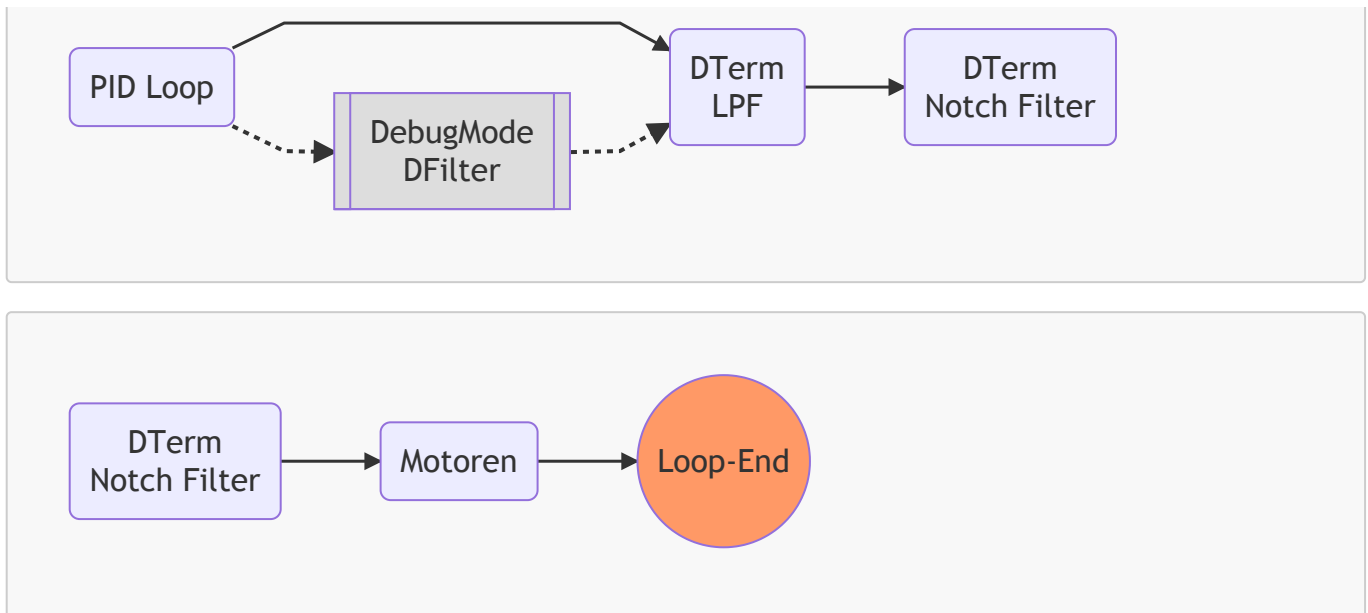 PID Loop
DebugMode
DFilter
DTerm
LPF
DTerm
Notch Filter
DTerm
Notch Filter
Motoren
Loop-End